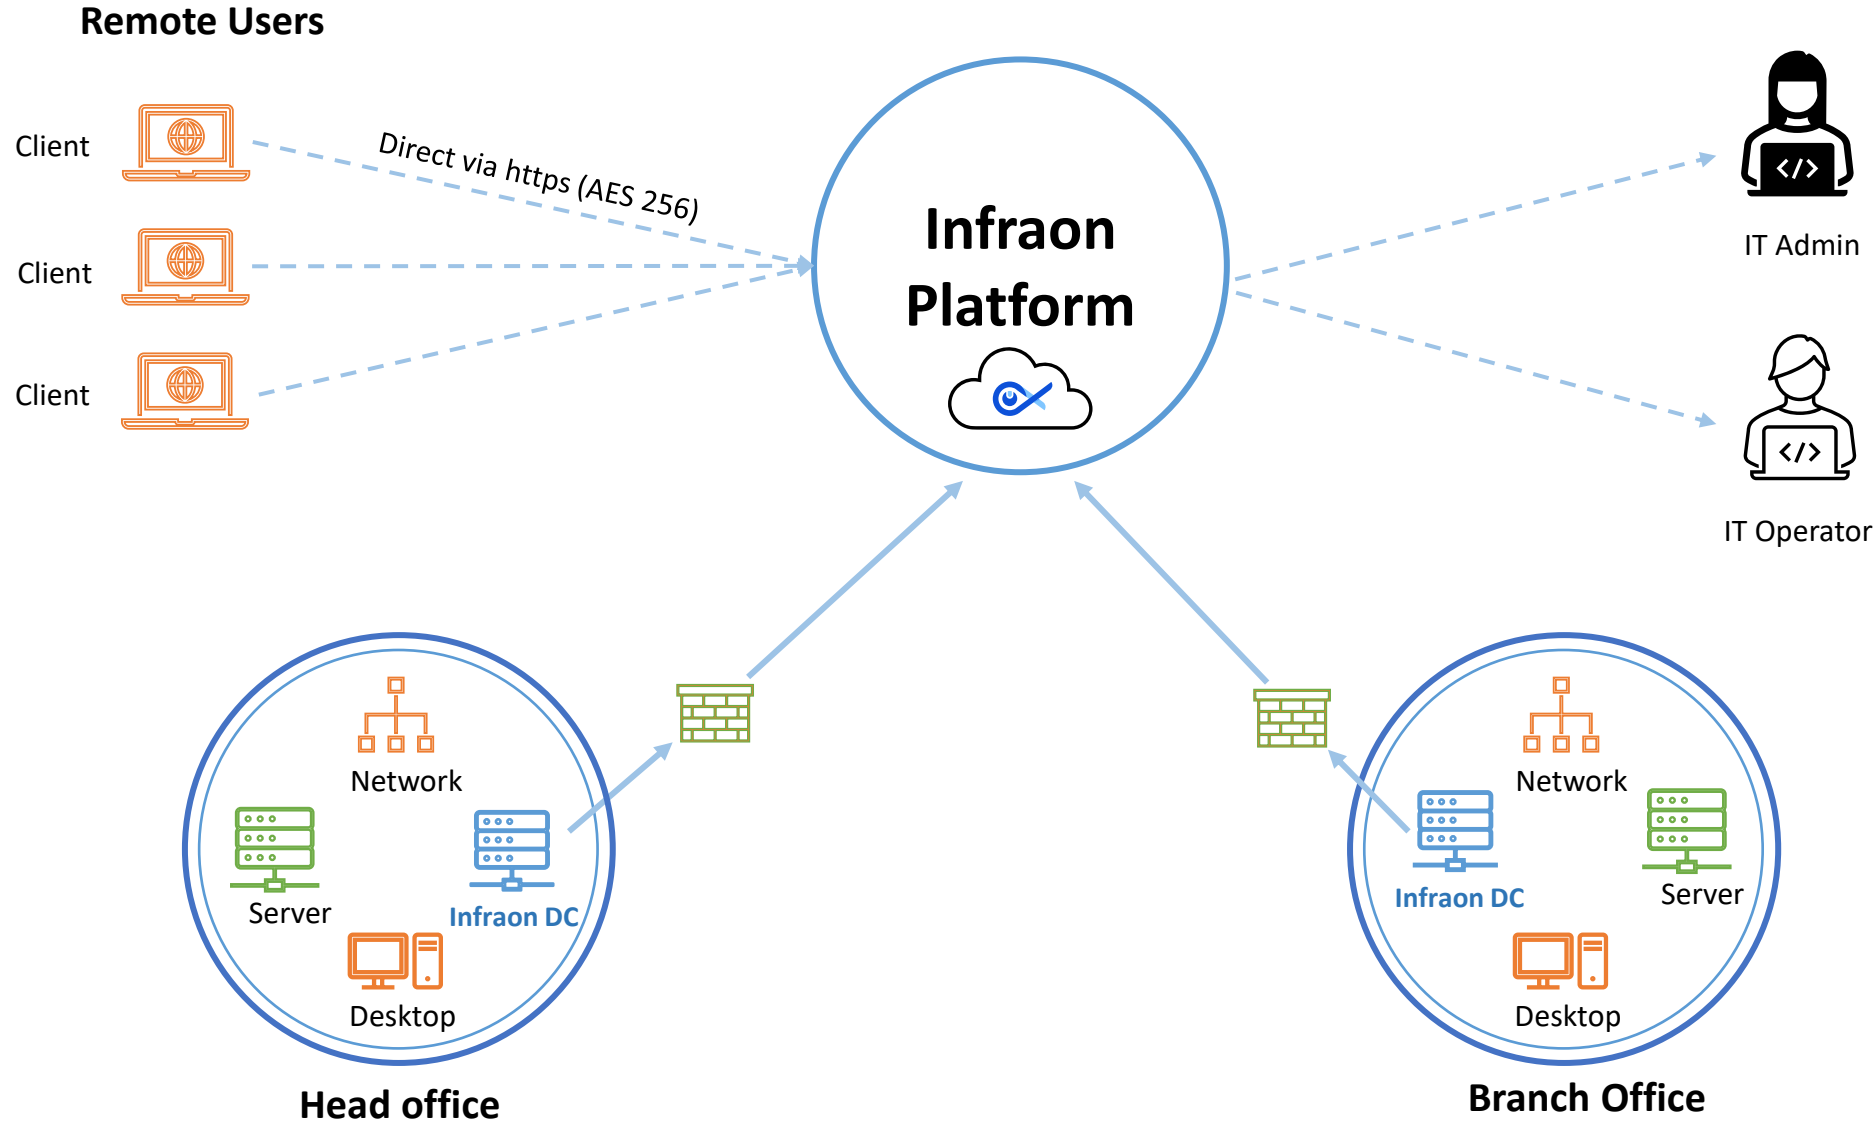 Remote Users
Client
Direct via https (AES 256)
Client
Client
Infraon
Platform
</>
IT Admin
</>
IT Operator
Network
Server
Infraon DC
Desktop
Head office
Network
Infraon DC
Server
Desktop
Branch Office